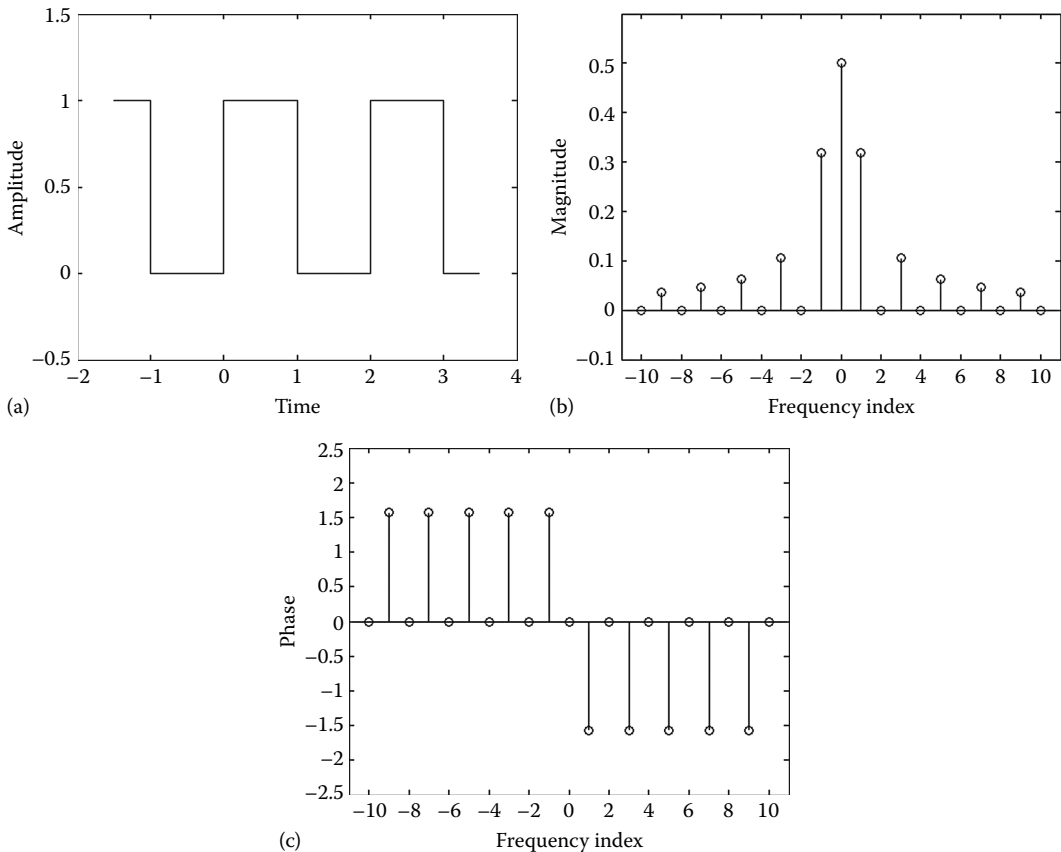 1.5
1
0.5
0
−0.5
Amplitude
−2 −1 0 1 2 3 4
Time
(a)
0.5
0.4
0.3
0.2
0.1
0
−0.1
Magnitude
−10 −8 −6 −4 −2 0 2 4 6 8 10
Frequency index
(b)
2.5
2
1.5
1
0.5
0
−0.5
−1
−1.5
−2
−2.5
Phase
−10 −8 −6 −4 −2 0 2 4 6 8 10
Frequency index
(c)